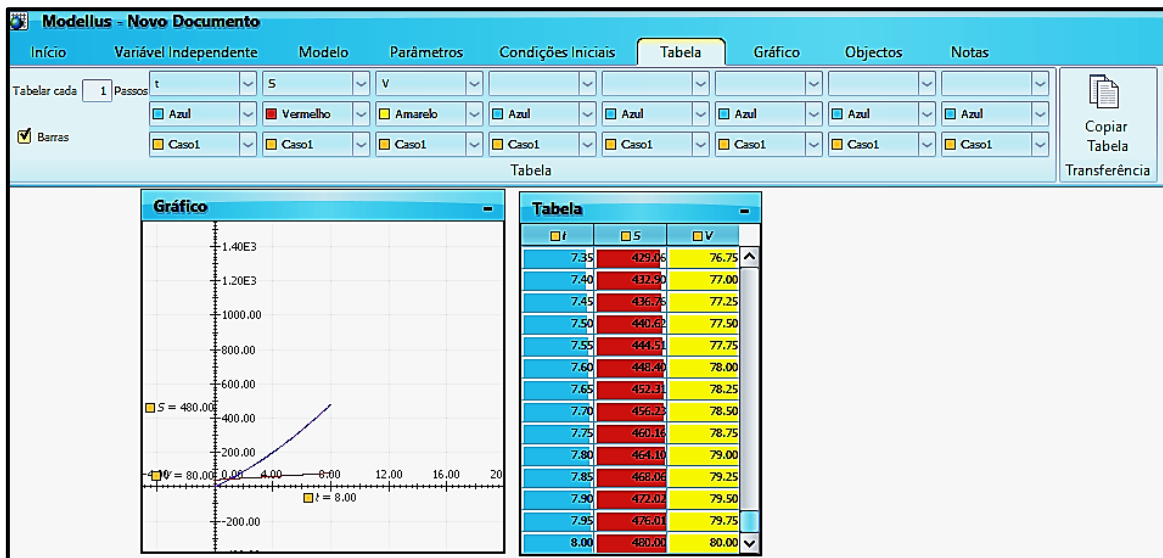 Modellus - Novo Documento
Início Variável Independente Modelo Parâmetros Condições Iniciais Tabela Gráfico Objectos Notas
Tabelar cada 1 Passos t S V
Azul Vermelho Amarelo Azul Azul Azul Azul Azul
Barras Caso1 Caso1 Caso1 Caso1 Caso1 Caso1 Caso1 Caso1
Copiar
Tabela
Tabela Transferência
Gráfico
1.40E3
1.20E3
1000.00
800.00
600.00
S = 480.00
400.00
200.00
V = 80.00 0.00 4.00 8.00 12.00 16.00 20
t = 8.00
-200.00
Tabela
t S V
7.35 429.06 76.75
7.40 432.90 77.00
7.45 436.76 77.25
7.50 440.62 77.50
7.55 444.51 77.75
7.60 448.40 78.00
7.65 452.31 78.25
7.70 456.23 78.50
7.75 460.16 78.75
7.80 464.10 79.00
7.85 468.06 79.25
7.90 472.02 79.50
7.95 476.01 79.75
8.00 480.00 80.00